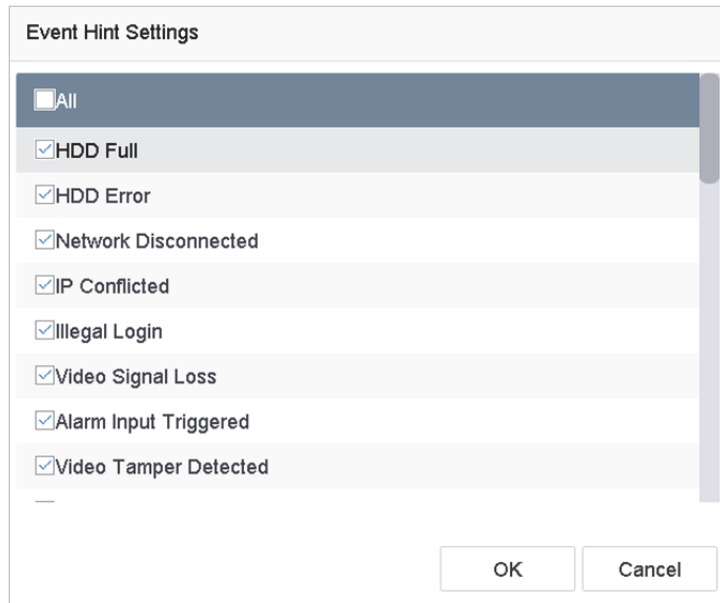 Event Hint Settings
All
HDD Full
HDD Error
Network Disconnected
IP Conflicted
Illegal Login
Video Signal Loss
Alarm Input Triggered
Video Tamper Detected
OK Cancel